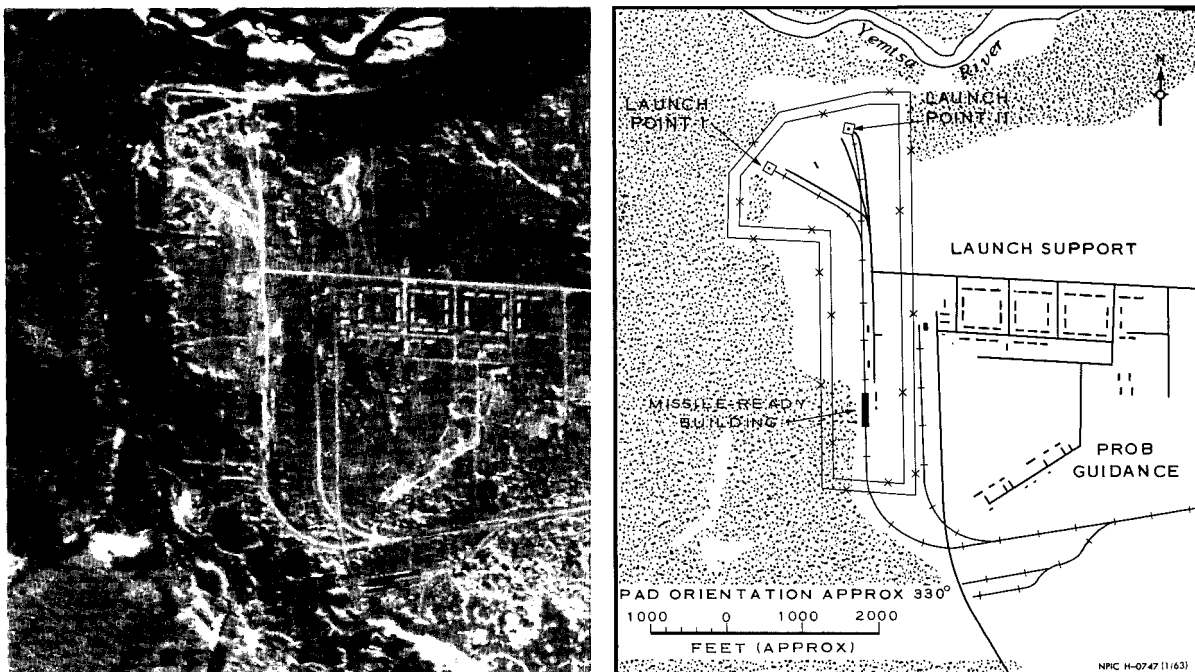 Yemtsa
River
N
LAUNCH
POINT I
LAUNCH
POINT II
LAUNCH SUPPORT
MISSILE-READY
BUILDING
PROB
GUIDANCE
PAD ORIENTATION APPROX 330°
1000 0 1000 2000
FEET (APPROX)
NPIC H-0747 (1/63)